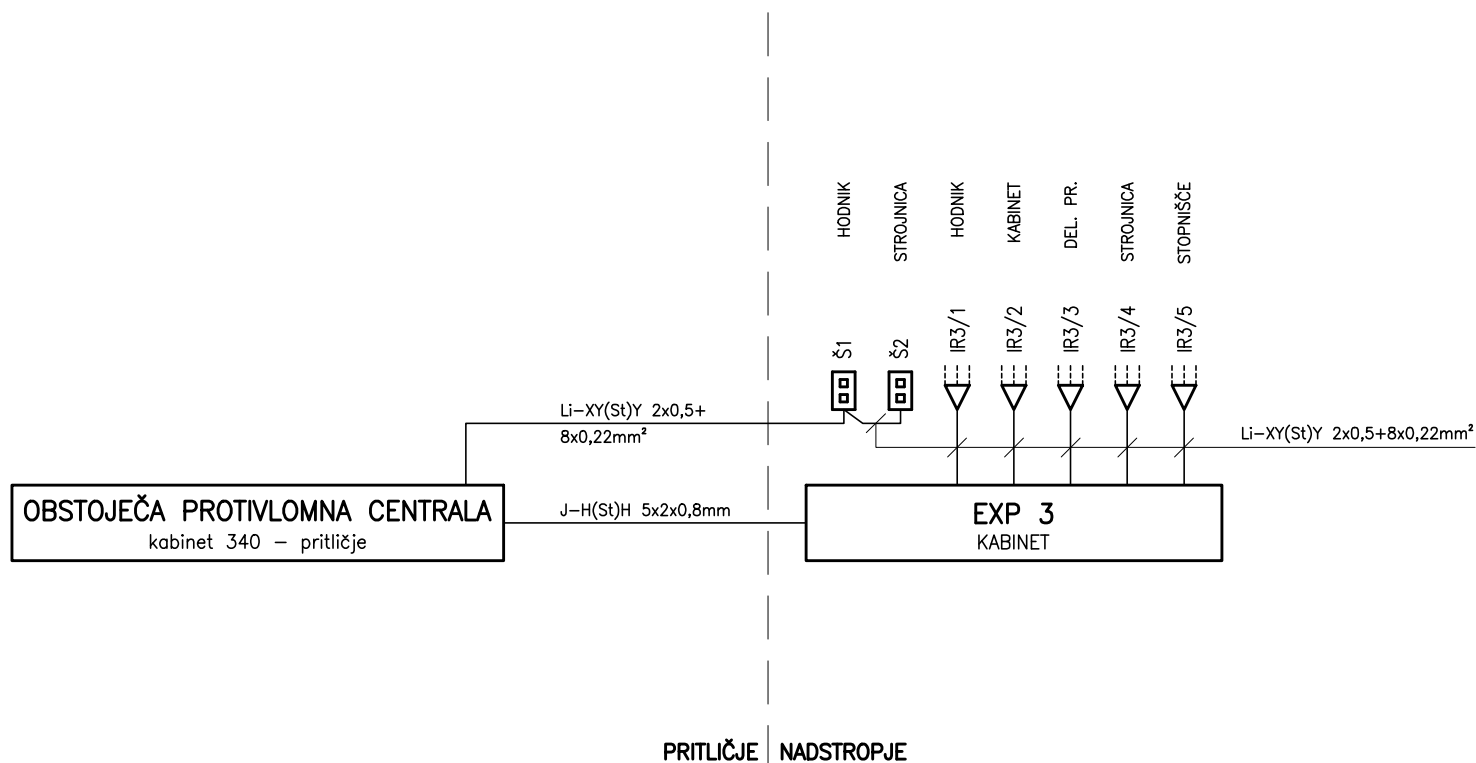 HODNIK
STROJNICA
HODNIK
KABINET
DEL. PR.
STROJNICA
STOPNIŠČE
Š1
Š2
IR3/1
IR3/2
IR3/3
IR3/4
IR3/5
Li-XY(St)Y 2x0,5+
8x0,22mm²
Li-XY(St)Y 2x0,5+8x0,22mm²
OBSTOJEČA PROTIVLOMNA CENTRALA
kabinet 340 - pritličje
J-H(St)H 5x2x0,8mm
EXP 3
KABINET
PRITLIČJE
NADSTROPJE